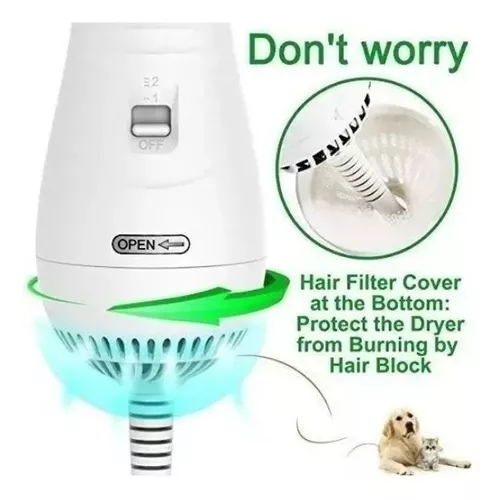 Don't worry
2
1
OFF
OPEN
Hair Filter Cover
at the Bottom:
Protect the Dryer
from Burning by
Hair Block